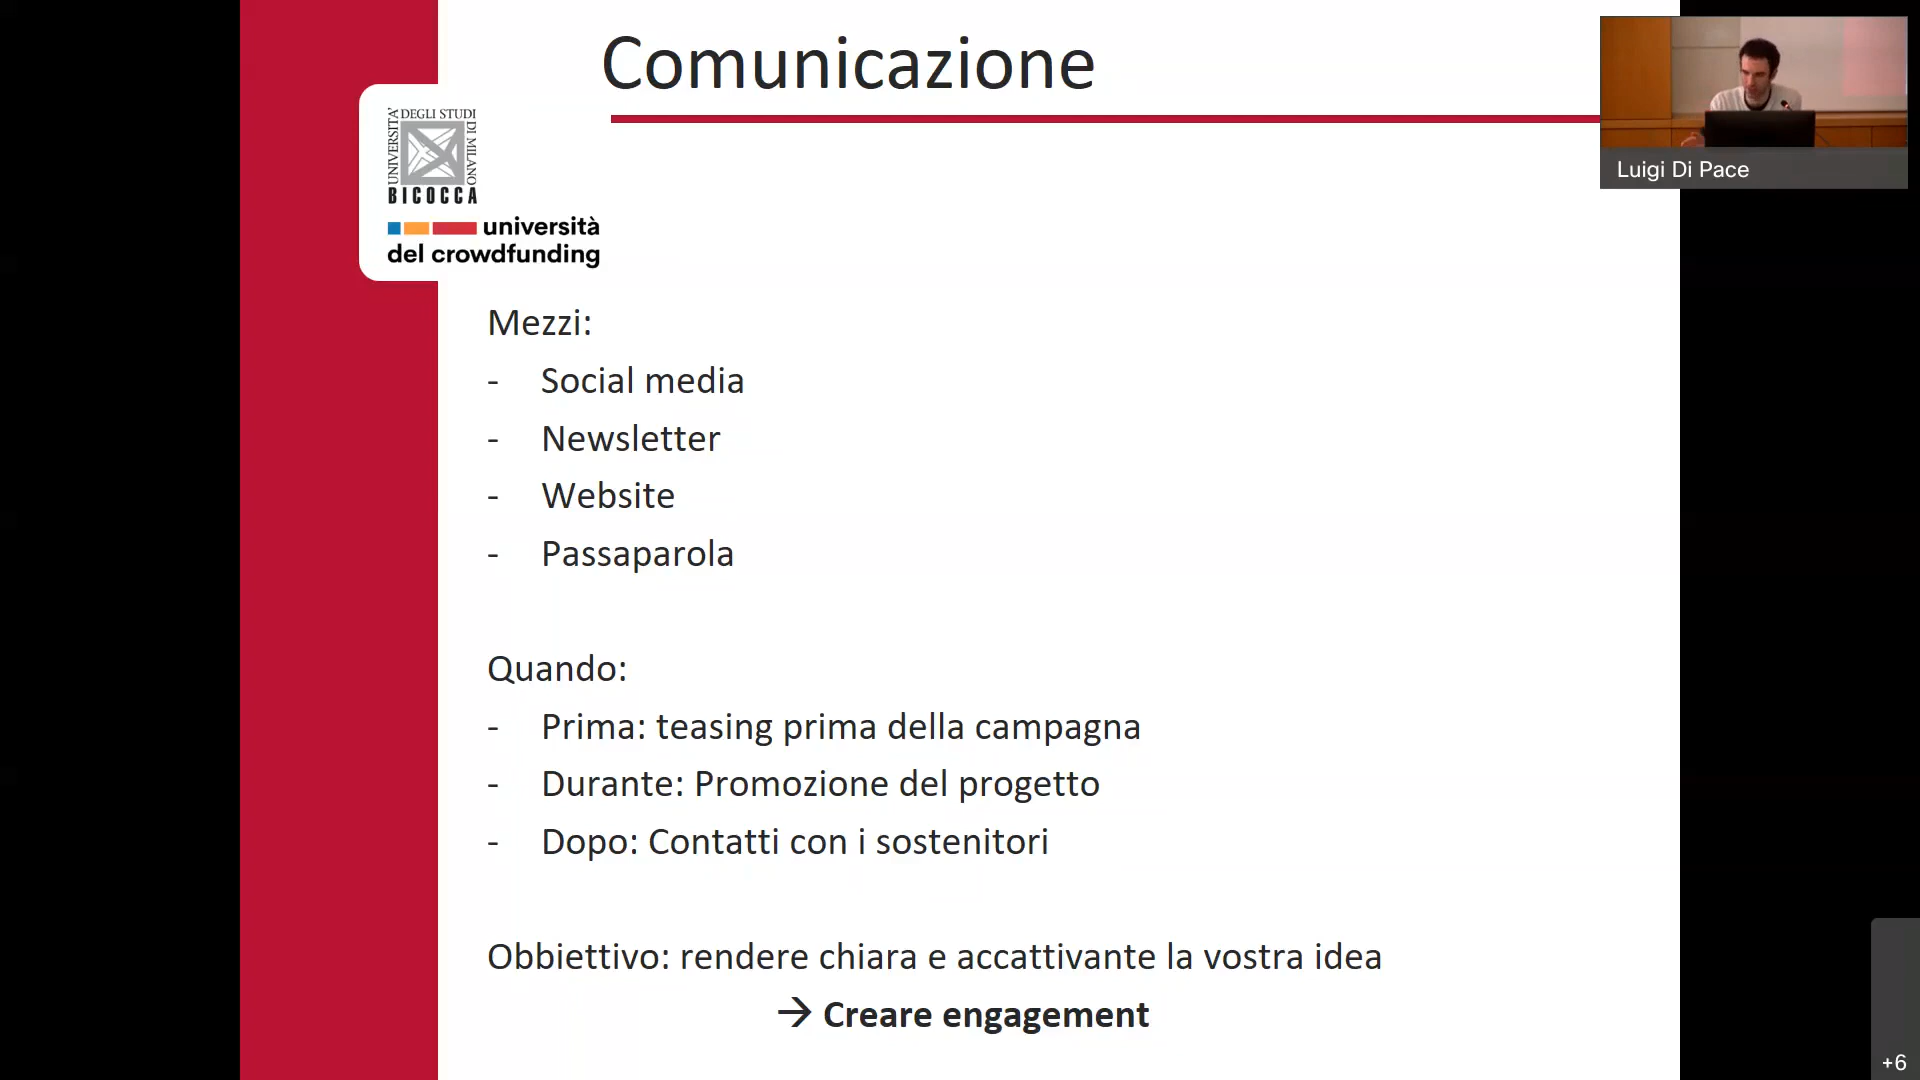 Comunicazione
UNIVERSITA' DEGLI STUDI DI MILANO
BICOCCA
università
del crowdfunding
Luigi Di Pace
Mezzi:
- Social media
- Newsletter
- Website
- Passaparola
Quando:
- Prima: teasing prima della campagna
- Durante: Promozione del progetto
- Dopo: Contatti con i sostenitori
Obbiettivo: rendere chiara e accattivante la vostra idea
→ Creare engagement
+6